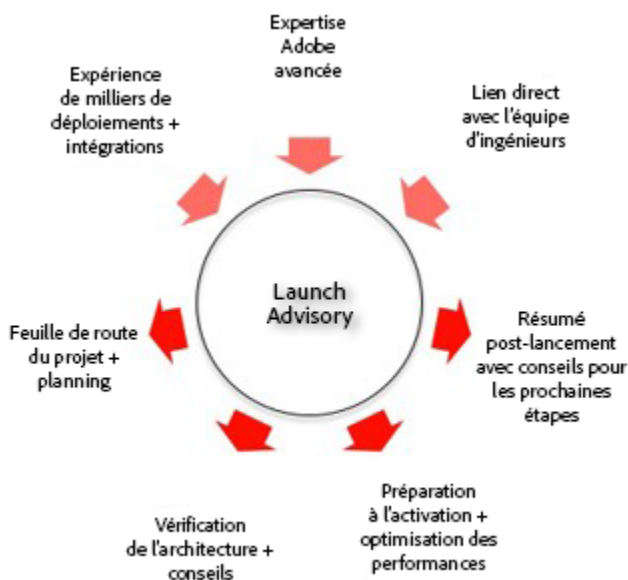 Expertise
Adobe
avancée
Expérience
de milliers de
déploiements +
intégrations
Lien direct
avec l'équipe
d'ingénieurs
Launch
Advisory
Feuille de route
du projet +
planning
Résumé
post-lancement
avec conseils pour
les prochaines
étapes
Vérification
de l'architecture +
conseils
Préparation
à l'activation +
optimisation des
performances